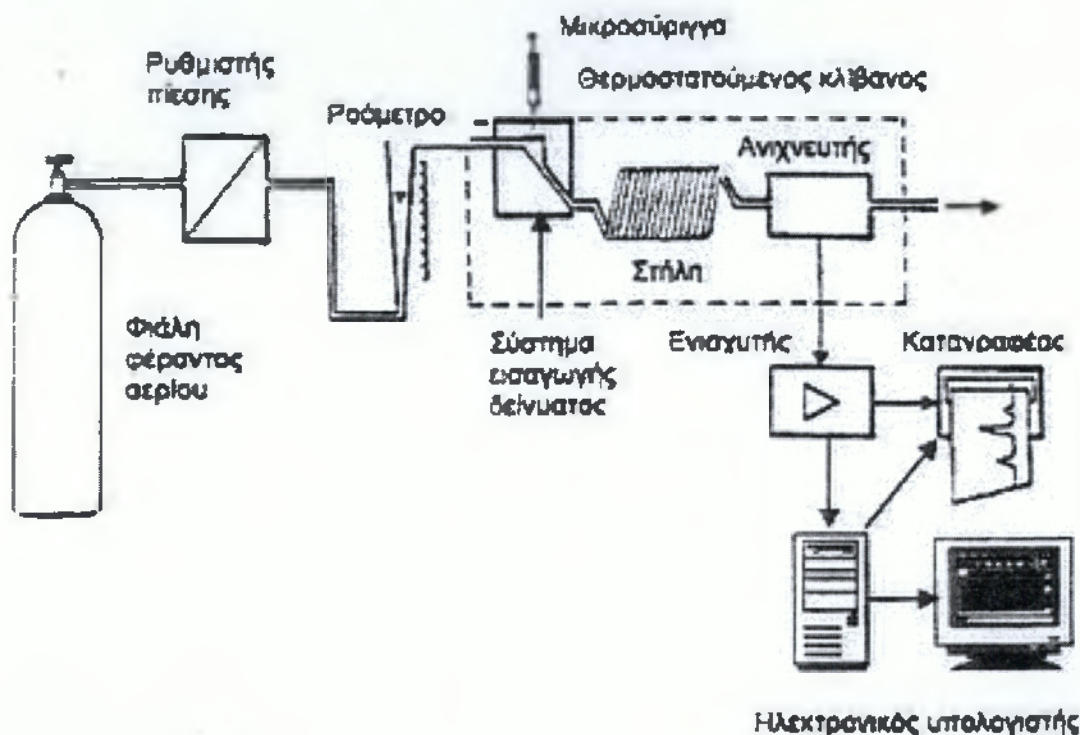 Μικροσύριγγα
Ρυθμιστής
πίεσης
Θερμοστατούμενος κλίβανος
Ροόμετρο
Ανιχνευτής
Στήλη
Φιάλη
φέροντος
αερίου
Σύστημα
εισαγωγής
δείγματος
Ενισχυτής
Καταγραφέας
Ηλεκτρονικός υπολογιστής